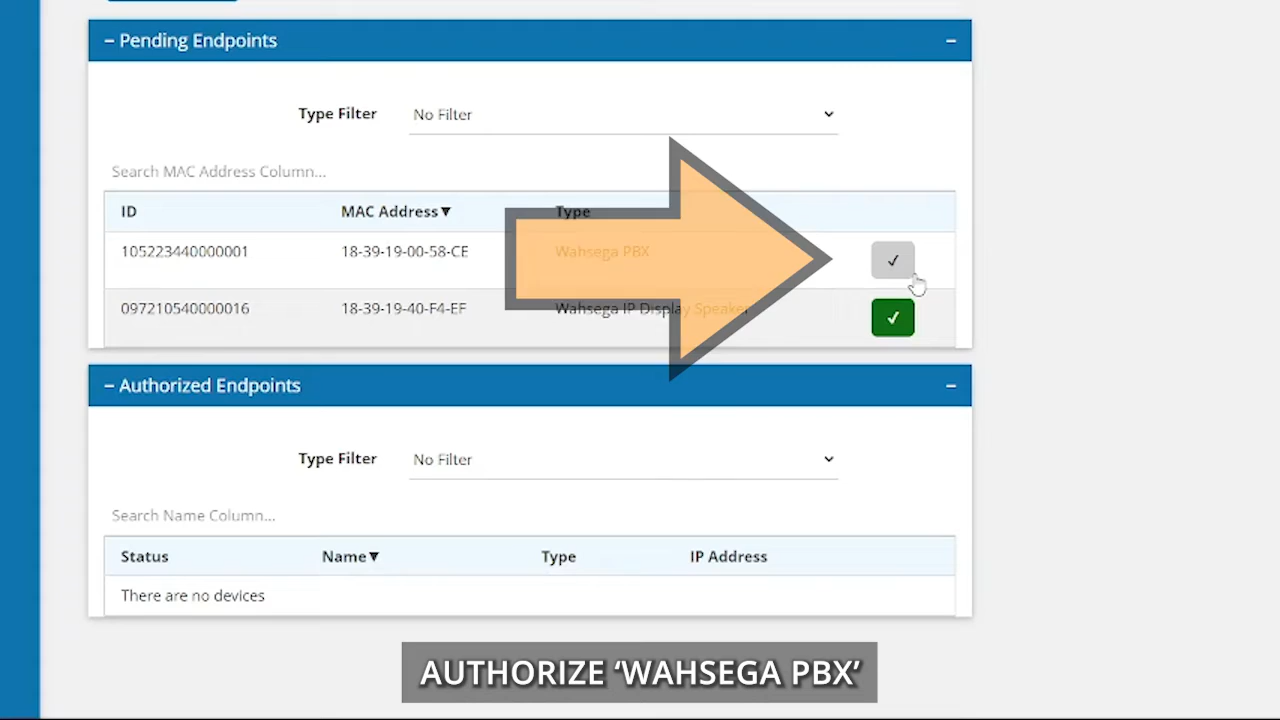 − Pending Endpoints −
Type Filter No Filter
Search MAC Address Column...
ID MAC Address▼ Type
105223440000001 18-39-19-00-58-CE Wahsega PBX ✓
097210540000016 18-39-19-40-F4-EF Wahsega IP Display Speaker ✓
− Authorized Endpoints −
Type Filter No Filter
Search Name Column...
Status Name▼ Type IP Address
There are no devices
AUTHORIZE ‘WAHSEGA PBX’